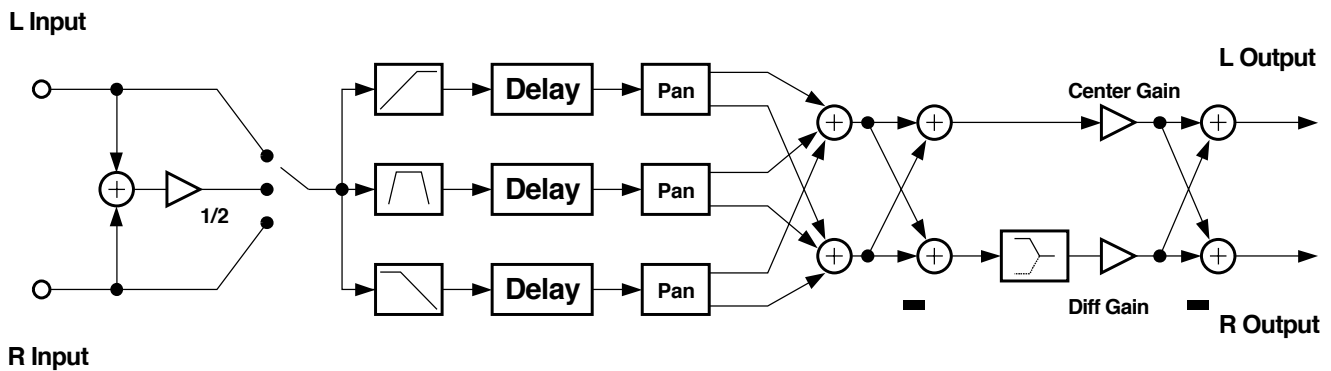 L Input
L Output
Center Gain
Delay
Pan
Delay
Pan
1/2
Delay
Pan
Diff Gain
R Output
R Input